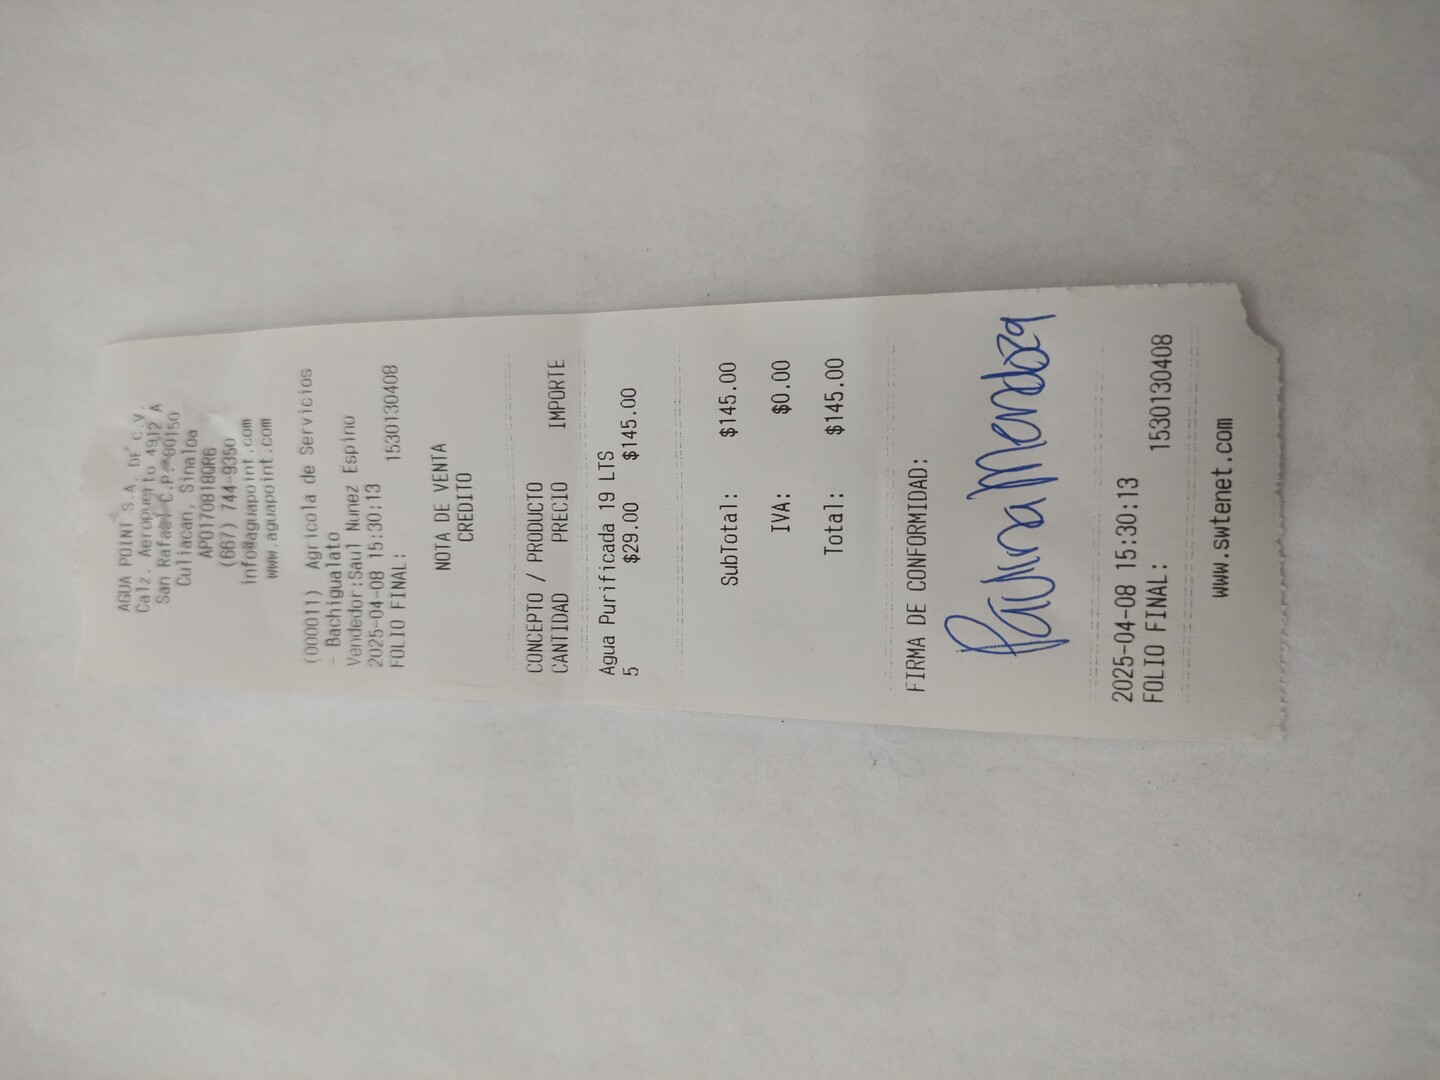 AGUA POINT S.A. DE C.V.
Calz. Aeropuerto 4912 A
San Rafael C.P. 80150
Culiacan, Sinaloa
APO170818QR6
(667) 744-9350
info@aguapoint.com
www.aguapoint.com
(000011) Agricola de Servicios
- Bachigualato
Vendedor:Saul Nunez Espino
2025-04-08 15:30:13
FOLIO FINAL: 1530130408
NOTA DE VENTA
CREDITO
CONCEPTO / PRODUCTO
CANTIDAD PRECIO IMPORTE
Agua Purificada 19 LTS
5 $29.00 $145.00
SubTotal: $145.00
IVA: $0.00
Total: $145.00
FIRMA DE CONFORMIDAD:
Paulina Mendoza
2025-04-08 15:30:13
FOLIO FINAL: 1530130408
www.swtenet.com